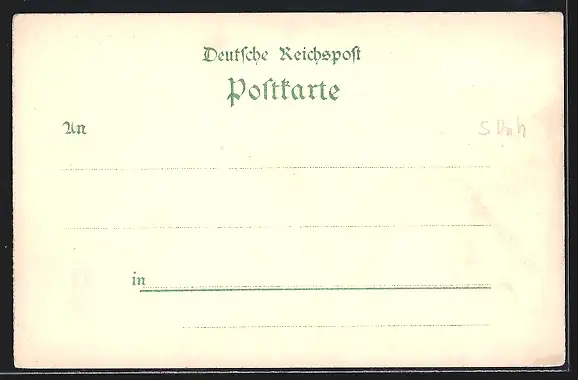 Deutſche Reichspoſt
Poſtkarte
An
in